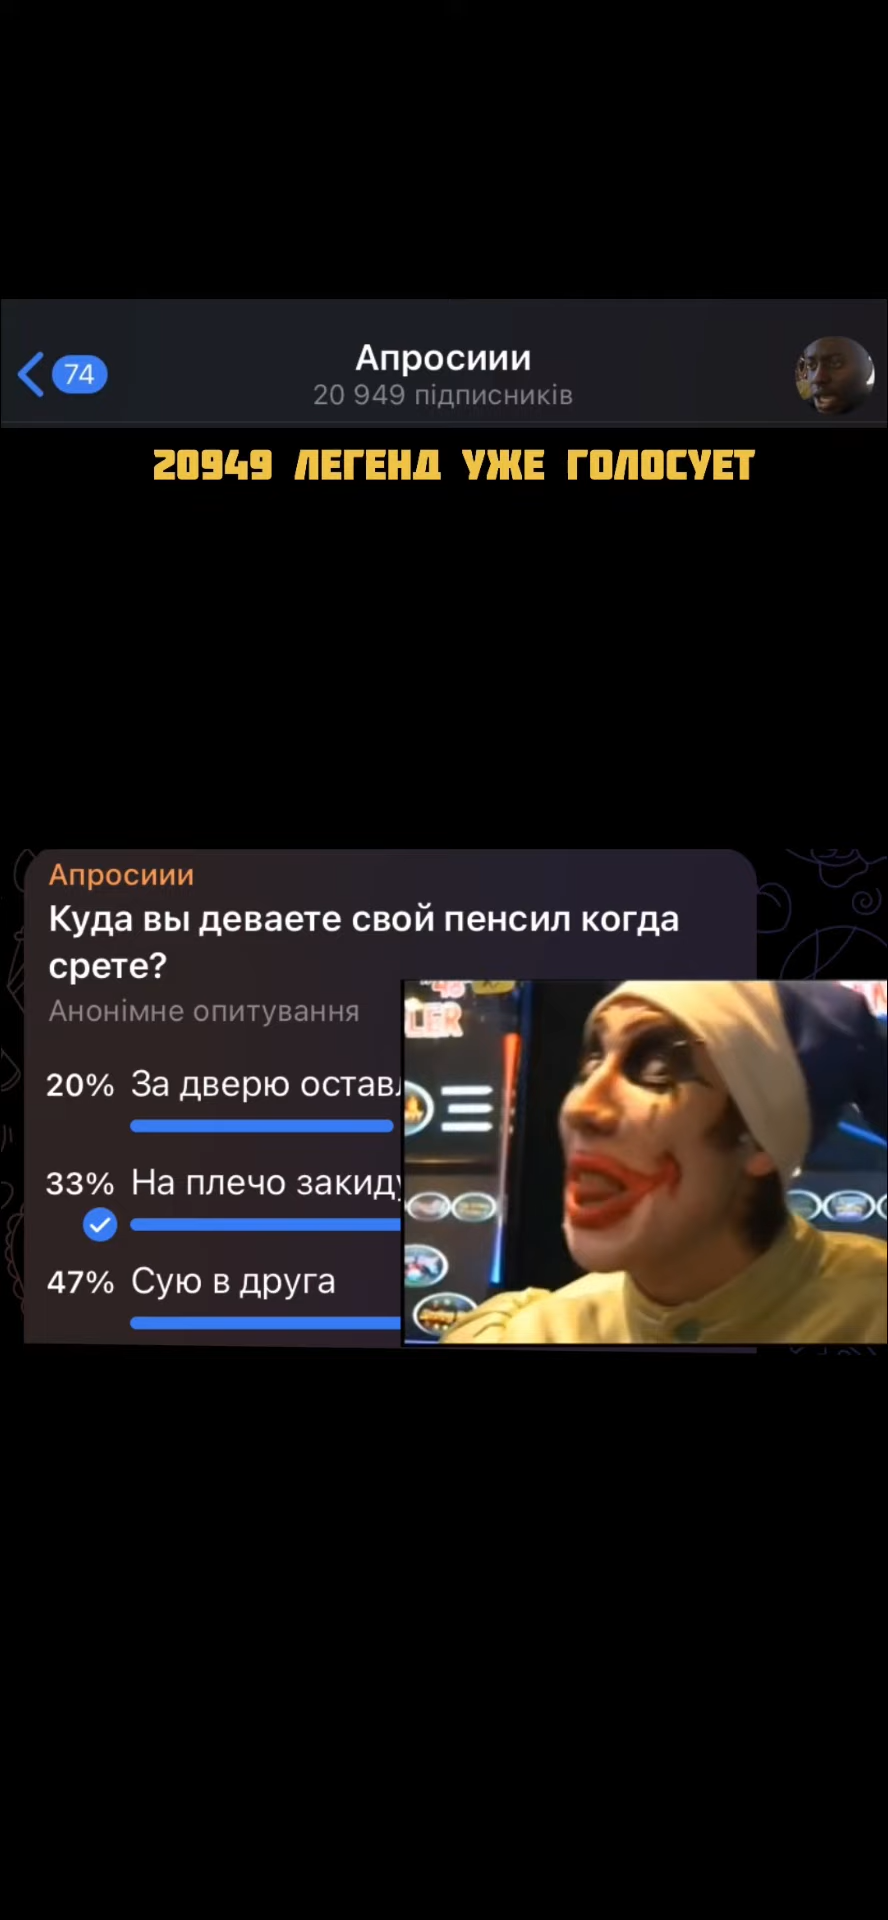 74
Апросиии
20 949 підписників
20949 ЛЕГЕНД УЖЕ ГОЛОСУЕТ
Апросиии
Куда вы деваете свой пенсил когда
срете?
Анонімне опитування
20% За дверю остав
33% На плечо закид
47% Сую в друга
LER